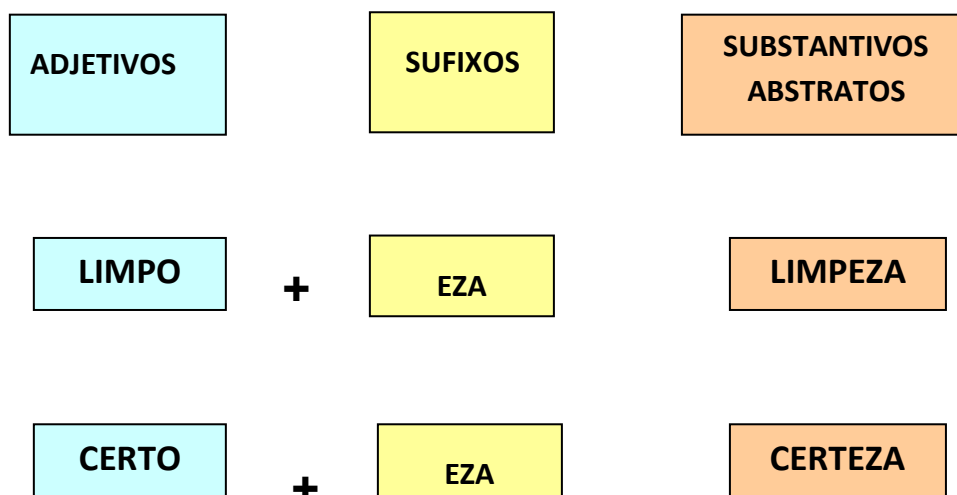 ADJETIVOS
SUFIXOS
SUBSTANTIVOS
ABSTRATOS
LIMPO + EZA LIMPEZA
CERTO + EZA CERTEZA